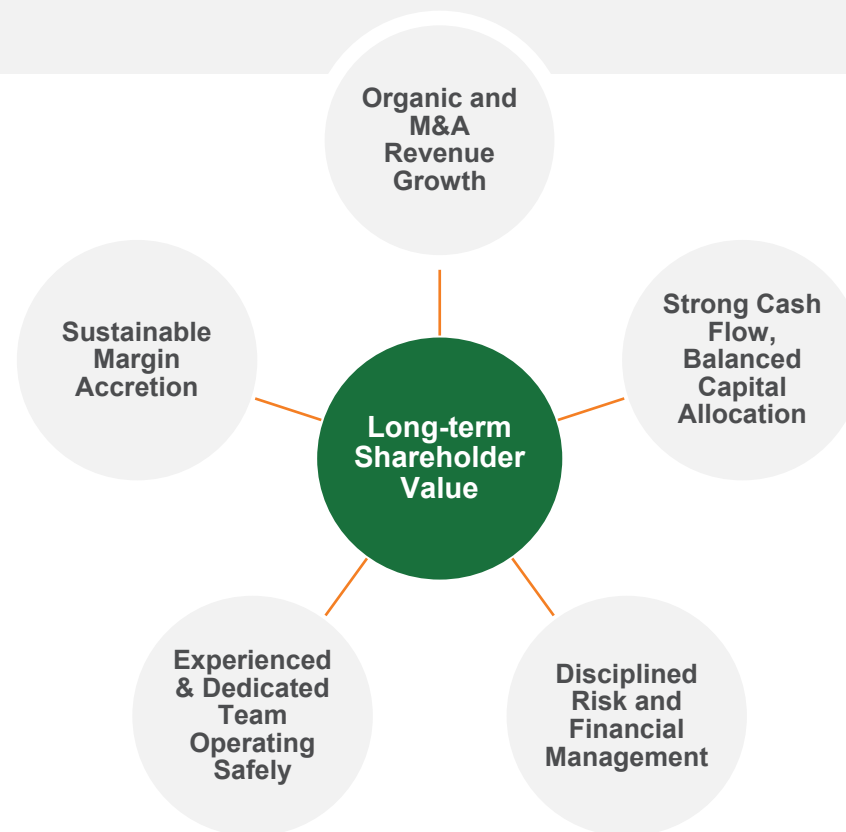 Organic and
M&A
Revenue
Growth
Strong Cash
Flow,
Balanced
Capital
Allocation
Sustainable
Margin
Accretion
Long-term
Shareholder
Value
Experienced
& Dedicated
Team
Operating
Safely
Disciplined
Risk and
Financial
Management